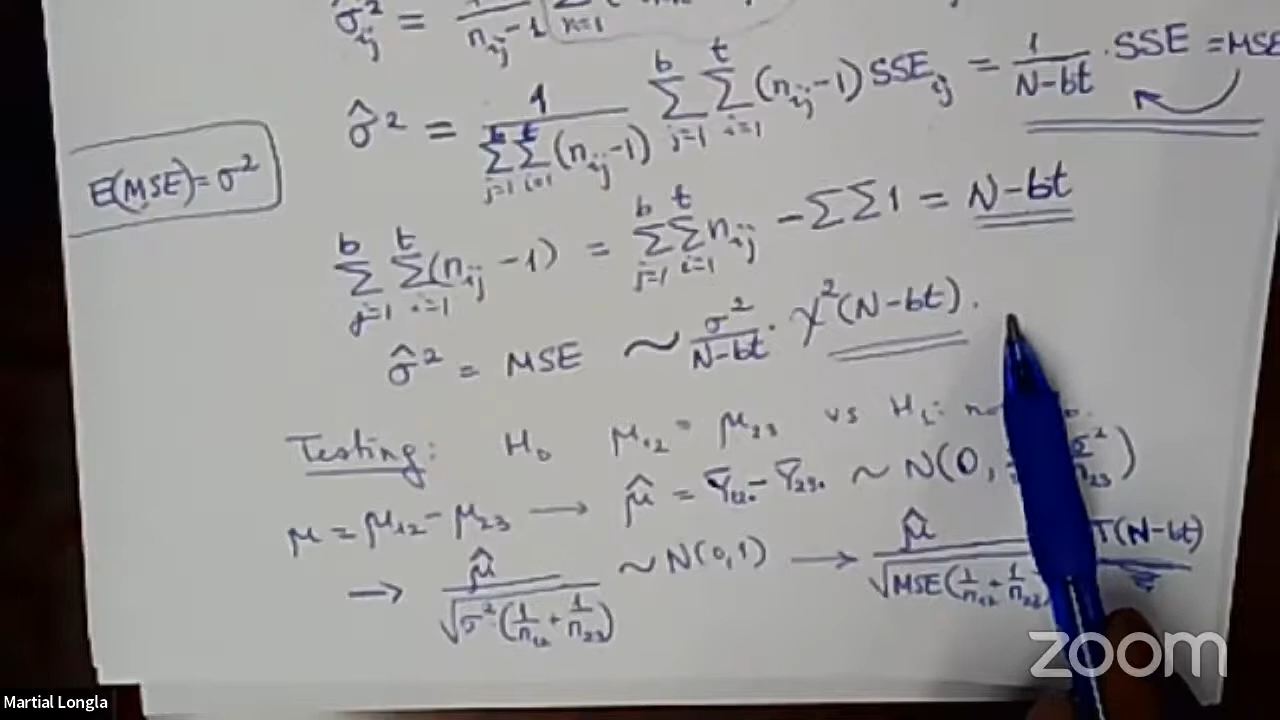 σ̂²ᵢⱼ = 1/(nᵢⱼ-1) Σ k=1
σ̂² = 1/(Σ_{j=1}^{b} Σ_{i=1}^{t} (nᵢⱼ-1)) Σ_{j=1}^{b} Σ_{i=1}^{t} (nᵢⱼ-1) SSEᵢⱼ = 1/(N-bt) . SSE = MSE
E(MSE) = σ²
Σ_{j=1}^{b} Σ_{i=1}^{t} (nᵢⱼ -1) = Σ_{j=1}^{b} Σ_{i=1}^{t} nᵢⱼ - ΣΣ1 = N-bt
σ̂² = MSE ~ σ²/(N-bt) . χ²(N-bt).
Testing: H₀ μ₁₂ = μ₂₃ vs H₁:
μ = μ₁₂ - μ₂₃ → μ̂ = Ȳ₁₂. - Ȳ₂₃. ~ N(0, σ²/n₂₃)
→ μ̂/√(σ²(1/n₁₂ + 1/n₂₃)) ~ N(0,1) → μ̂/√(MSE(1/n₁₂ + 1/n₂₃)) T(N-bt)
zoom
Martial Longla